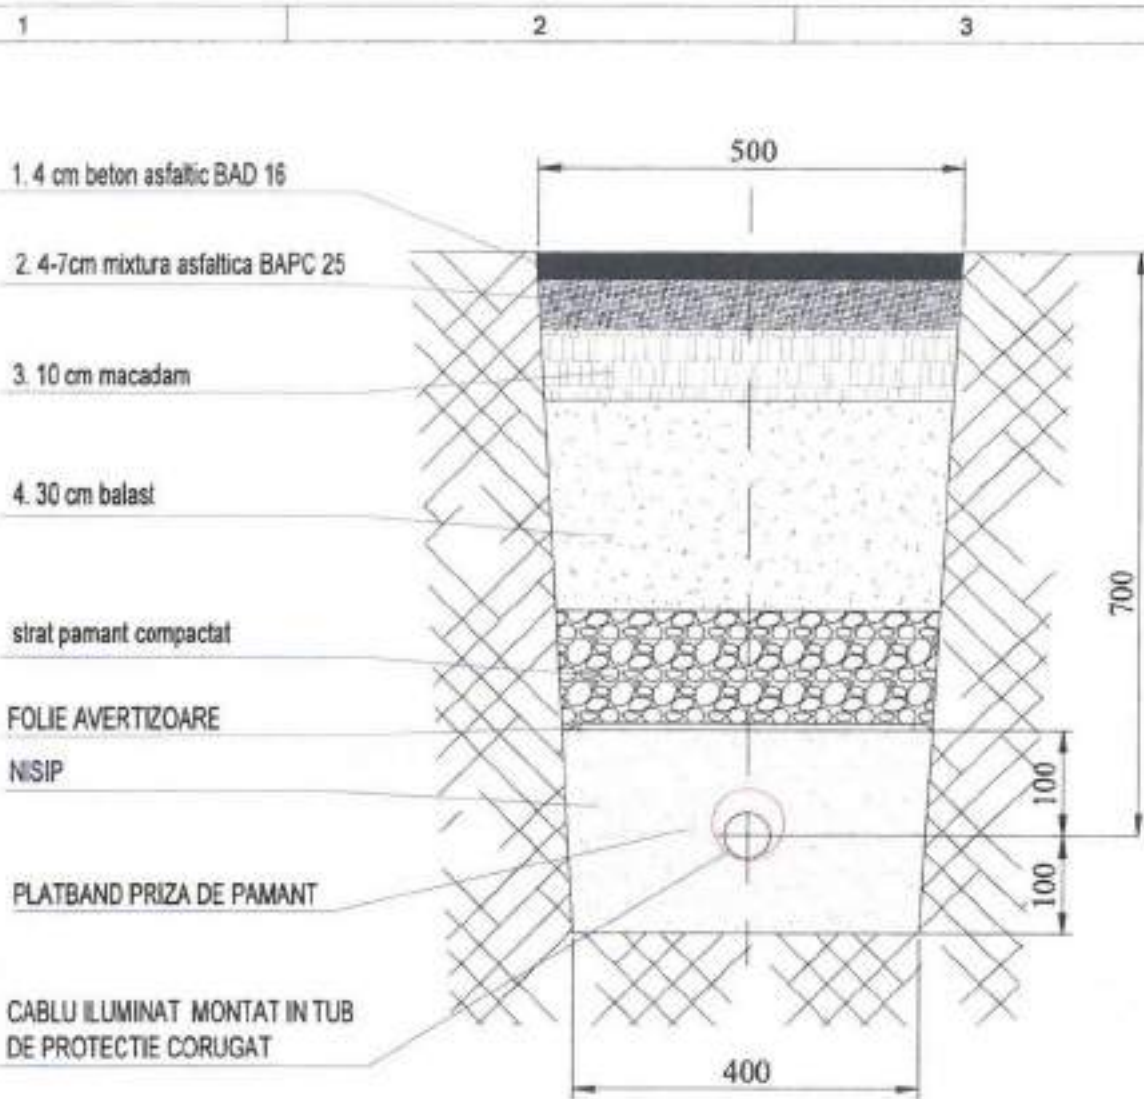 1 2 3
500
1. 4 cm beton asfaltic BAD 16
2. 4-7cm mixtura asfaltica BAPC 25
3. 10 cm macadam
4. 30 cm balast
700
strat pamant compactat
FOLIE AVERTIZOARE
NISIP
100
PLATBAND PRIZA DE PAMANT
100
CABLU ILUMINAT MONTAT IN TUB
DE PROTECTIE CORUGAT
400